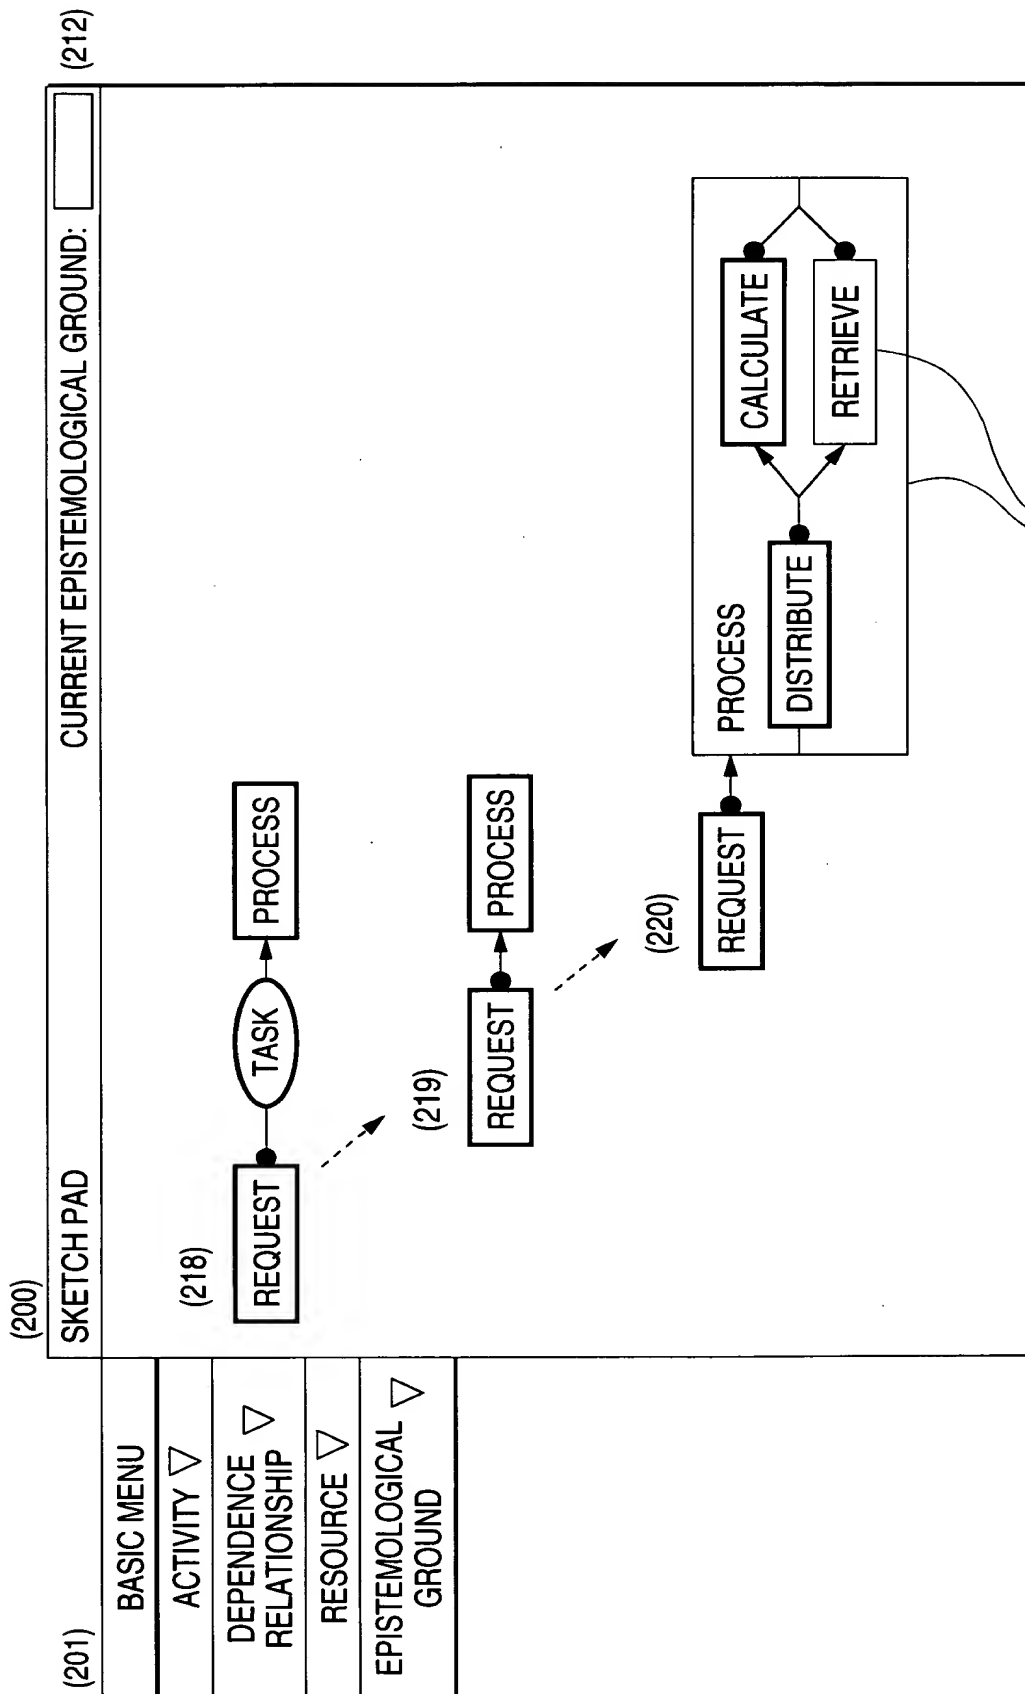 (200)
(212)
SKETCH PAD
CURRENT EPISTEMOLOGICAL GROUND:
(201)
BASIC MENU
ACTIVITY ▽
DEPENDENCE ▽
RELATIONSHIP
RESOURCE ▽
EPISTEMOLOGICAL ▽
GROUND
(218)
REQUEST
TASK
PROCESS
(219)
REQUEST
PROCESS
(220)
REQUEST
PROCESS
DISTRIBUTE
CALCULATE
RETRIEVE